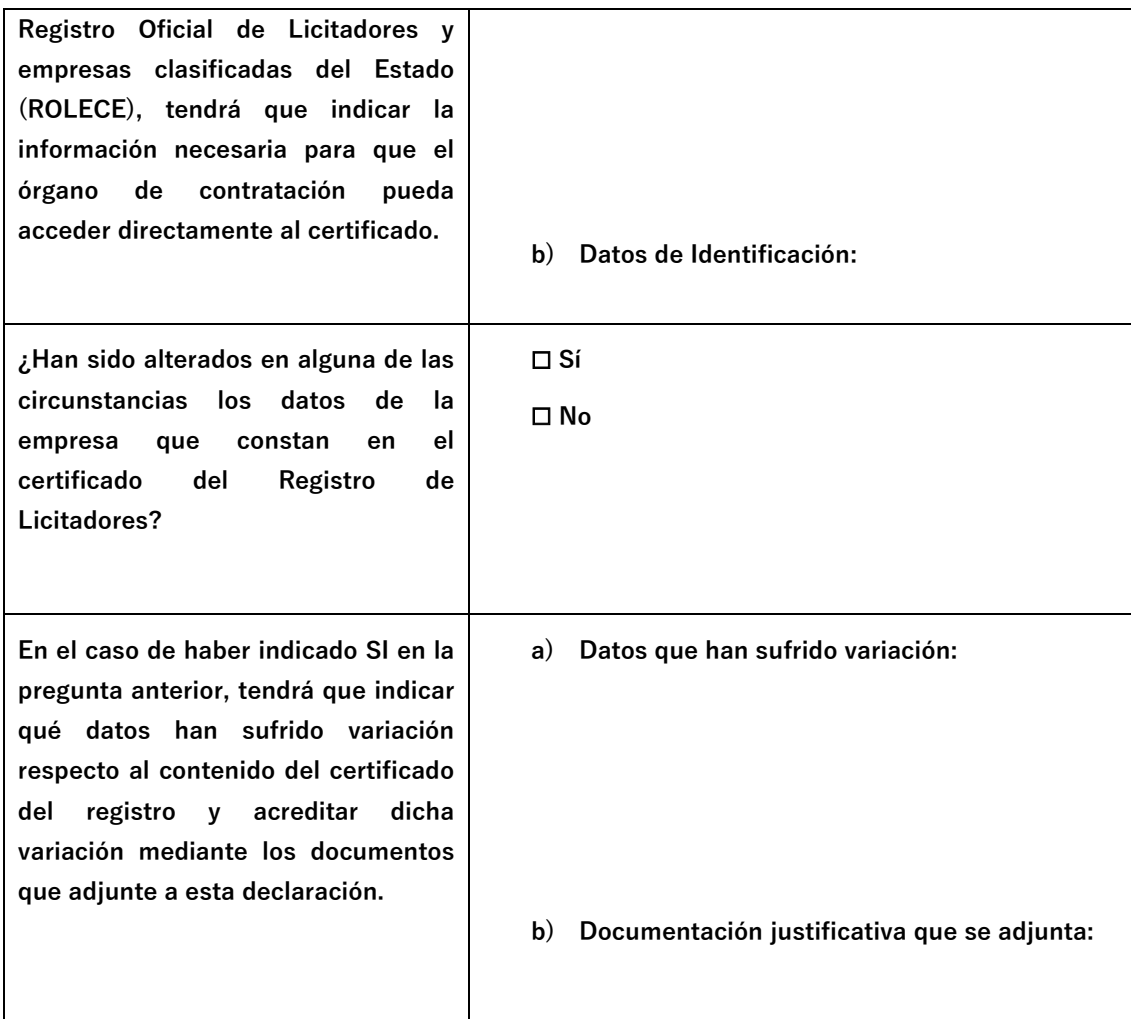 Registro Oficial de Licitadores y
empresas clasificadas del Estado
(ROLECE), tendrá que indicar la
información necesaria para que el
órgano de contratación pueda
acceder directamente al certificado.
b) Datos de Identificación:
¿Han sido alterados en alguna de las
circunstancias los datos de la
empresa que constan en el
certificado del Registro de
Licitadores?
☐ Sí
☐ No
En el caso de haber indicado SI en la
pregunta anterior, tendrá que indicar
qué datos han sufrido variación
respecto al contenido del certificado
del registro y acreditar dicha
variación mediante los documentos
que adjunte a esta declaración.
a) Datos que han sufrido variación:
b) Documentación justificativa que se adjunta: